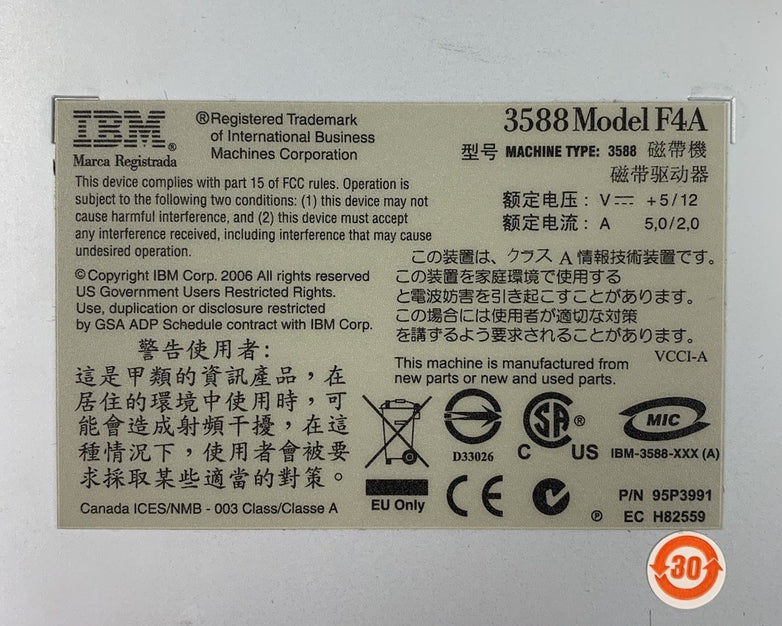 IBM®
Marca Registrada
®Registered Trademark
of International Business
Machines Corporation
3588 Model F4A
型号 MACHINE TYPE: 3588 磁帶機
磁带驱动器
额定电压: V⎓ +5/12
额定电流: A 5,0/2,0
This device complies with part 15 of FCC rules. Operation is
subject to the following two conditions: (1) this device may not
cause harmful interference, and (2) this device must accept
any interference received, including interference that may cause
undesired operation.
©Copyright IBM Corp. 2006 All rights reserved
US Government Users Restricted Rights.
Use, duplication or disclosure restricted
by GSA ADP Schedule contract with IBM Corp.
この装置は、クラス A 情報技術装置です。
この装置を家庭環境で使用する
と電波妨害を引き起こすことがあります。
この場合には使用者が適切な対策
を講ずるよう要求されることがあります。
VCCI-A
This machine is manufactured from
new parts or new and used parts.
警告使用者:
這是甲類的資訊產品，在
居住的環境中使用時，可
能會造成射頻干擾，在這
種情況下，使用者會被要
求採取某些適當的對策。
Canada ICES/NMB - 003 Class/Classe A
EU Only
D33026
SA®
C US
MIC
IBM-3588-XXX (A)
CE
P/N 95P3991
Ⓟ EC H82559
30